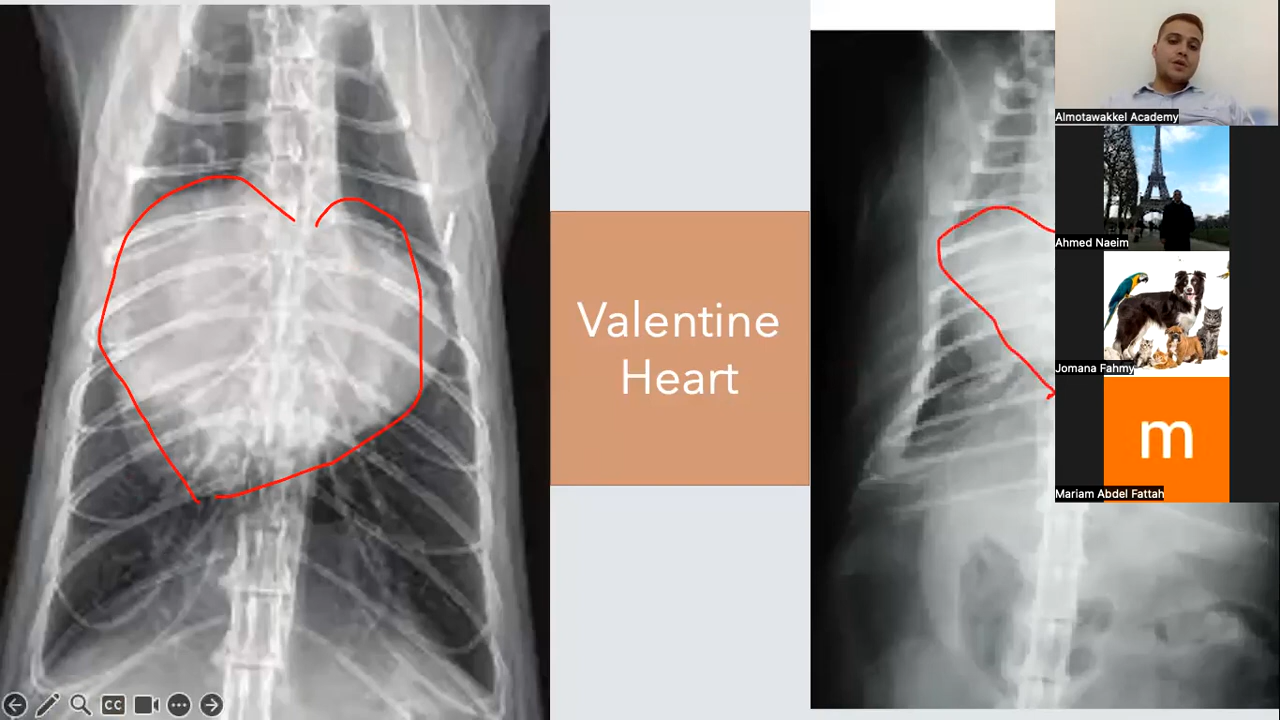 Valentine
Heart
Almotawakkel Academy
Ahmed Naeim
Jomana Fahmy
m
Mariam Abdel Fattah
CC